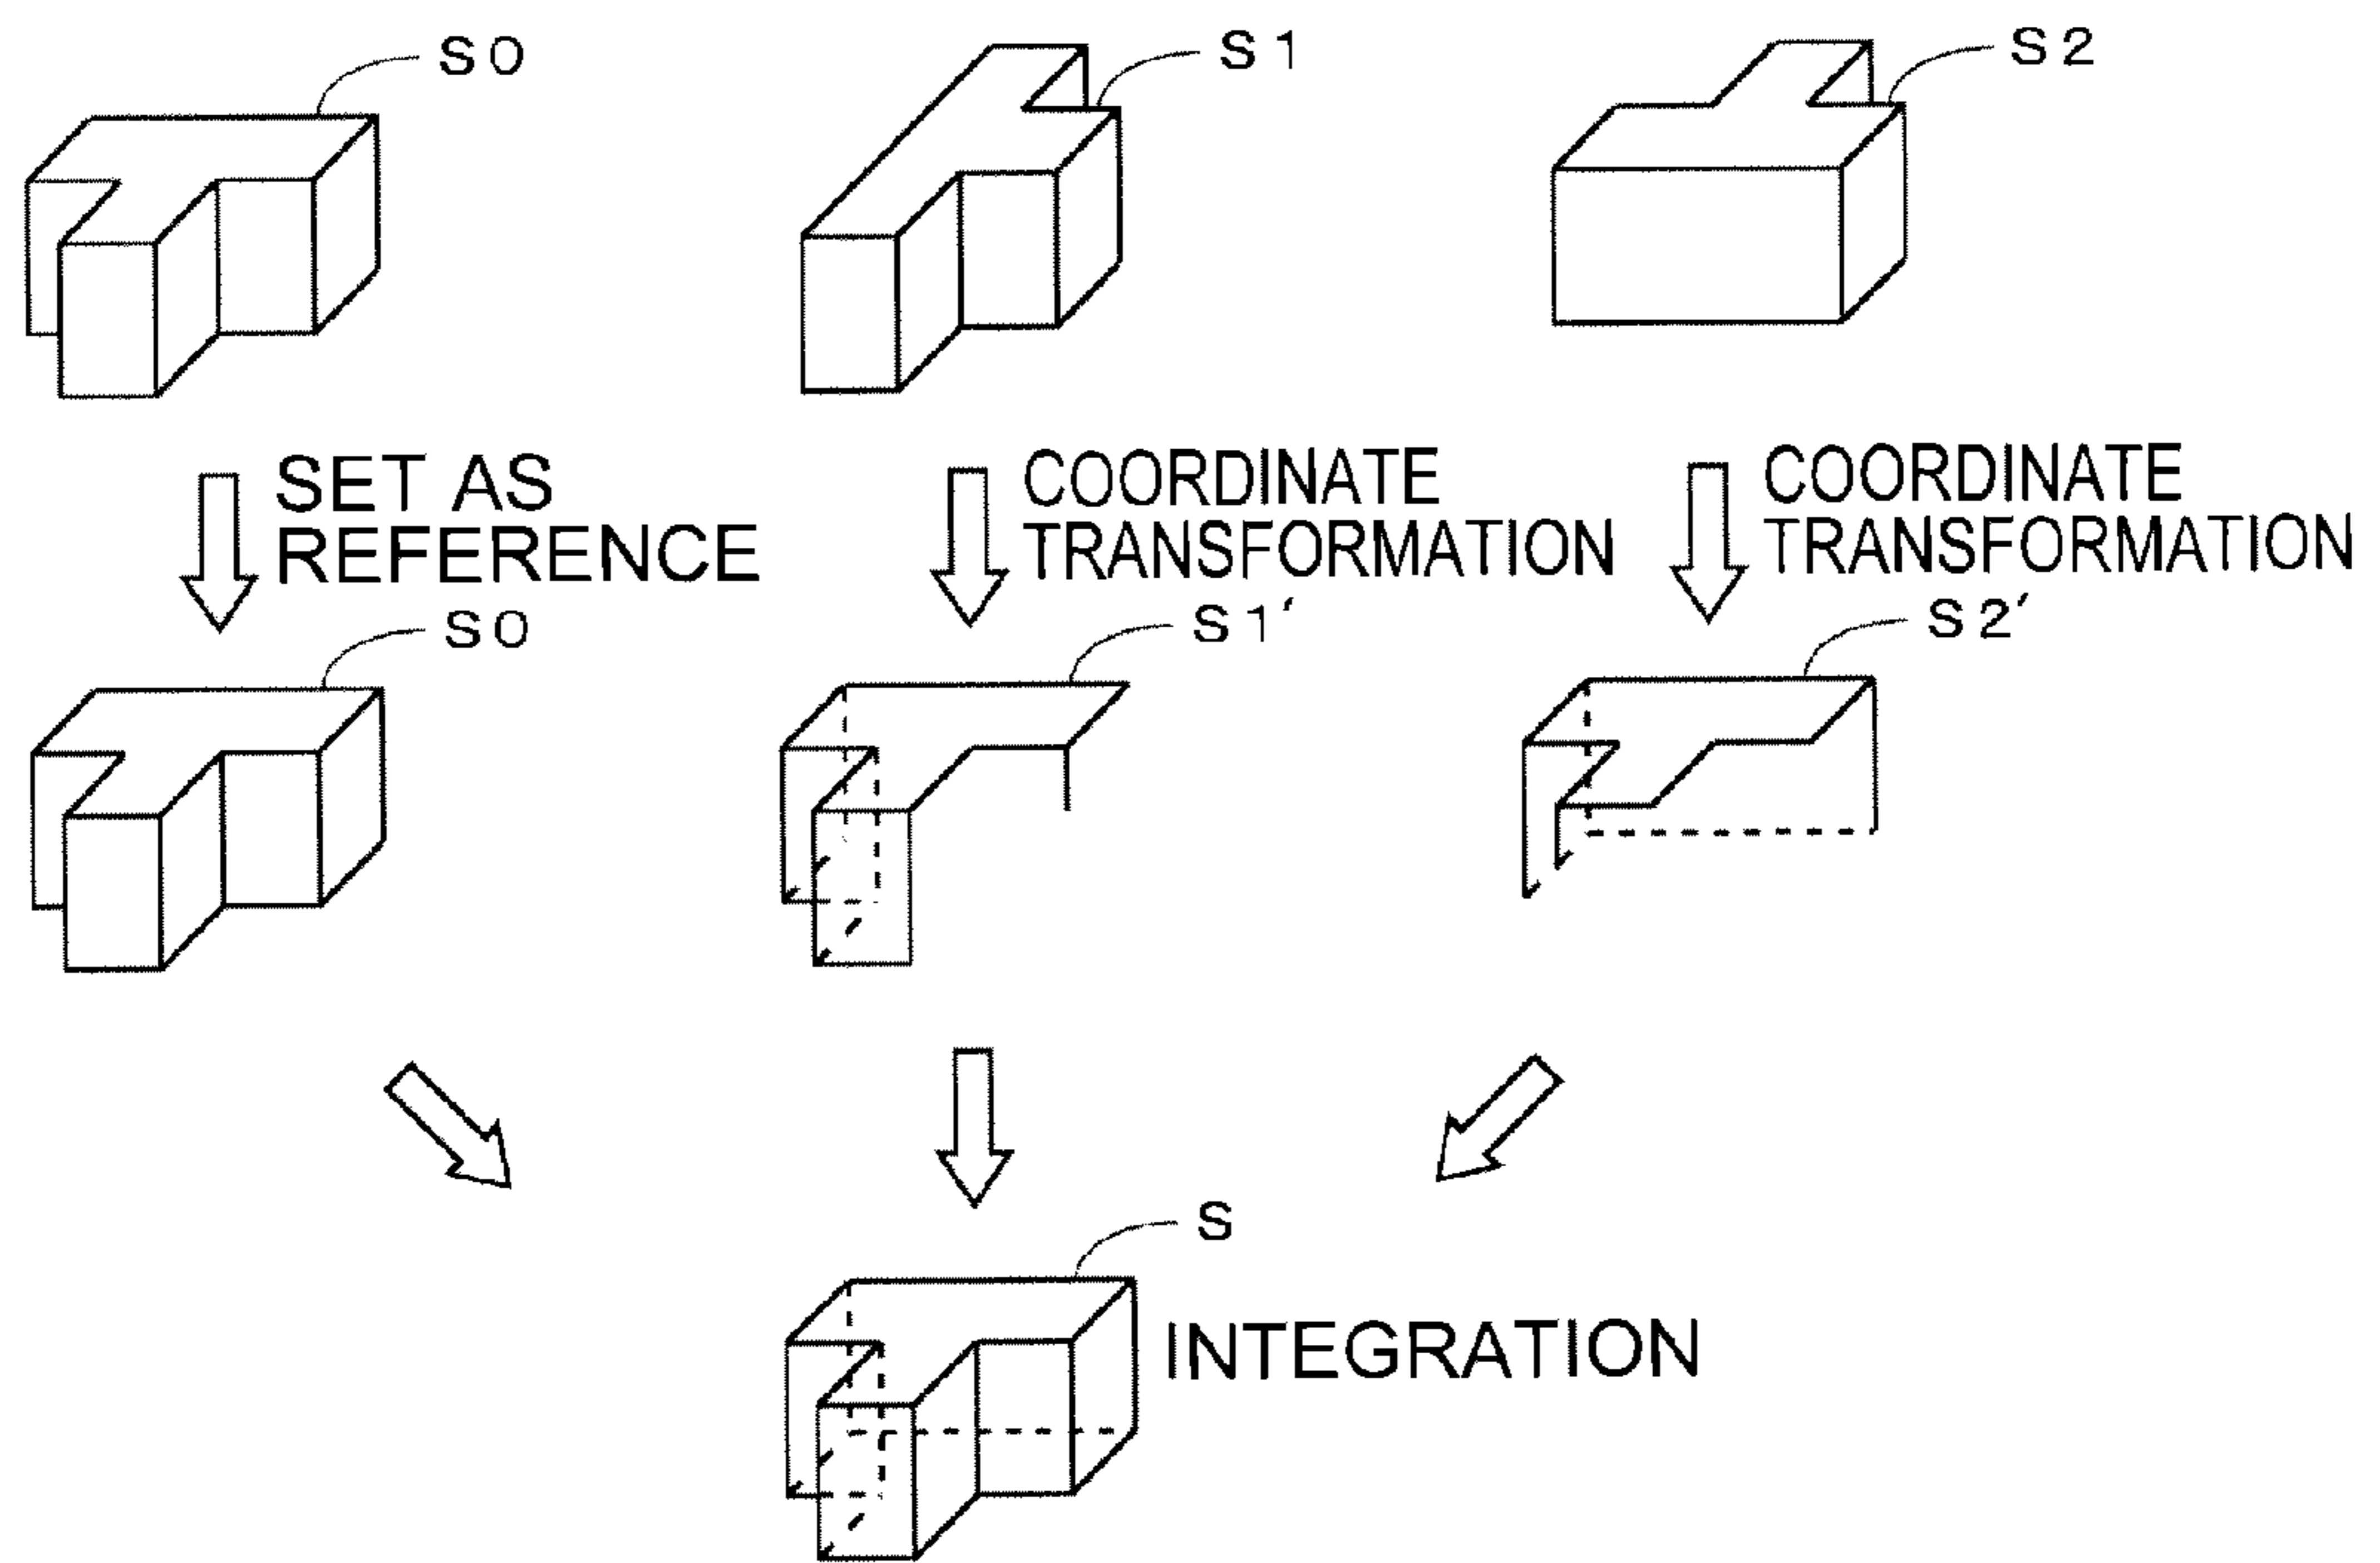 S0
S1
S2
SET AS
REFERENCE
COORDINATE
TRANSFORMATION
COORDINATE
TRANSFORMATION
S0
S1'
S2'
S
INTEGRATION